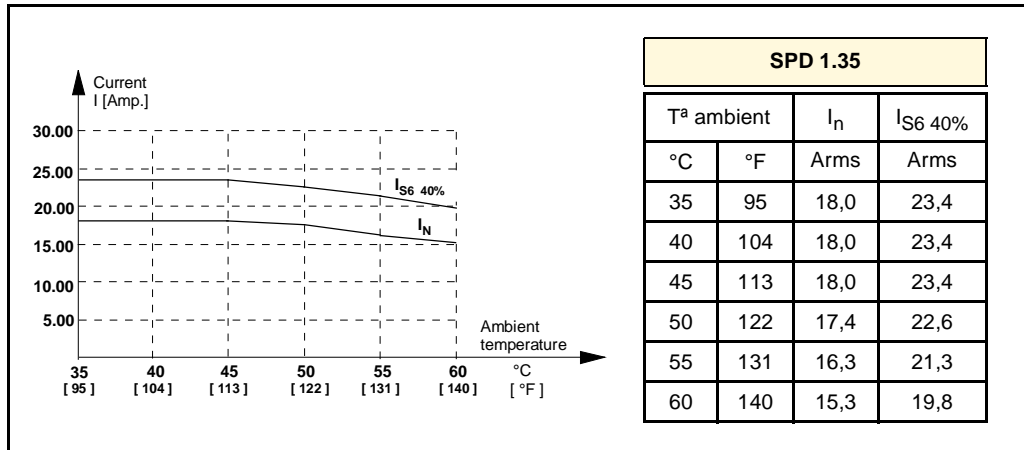 Current
I [Amp.]
30.00
25.00
20.00
15.00
10.00
5.00
I S6 40%
I N
Ambient
temperature
35 40 45 50 55 60 °C
[ 95 ] [ 104 ] [ 113 ] [ 122 ] [ 131 ] [ 140 ] [ °F ]
SPD 1.35
Tª ambient In IS6 40%
°C °F Arms Arms
35 95 18,0 23,4
40 104 18,0 23,4
45 113 18,0 23,4
50 122 17,4 22,6
55 131 16,3 21,3
60 140 15,3 19,8